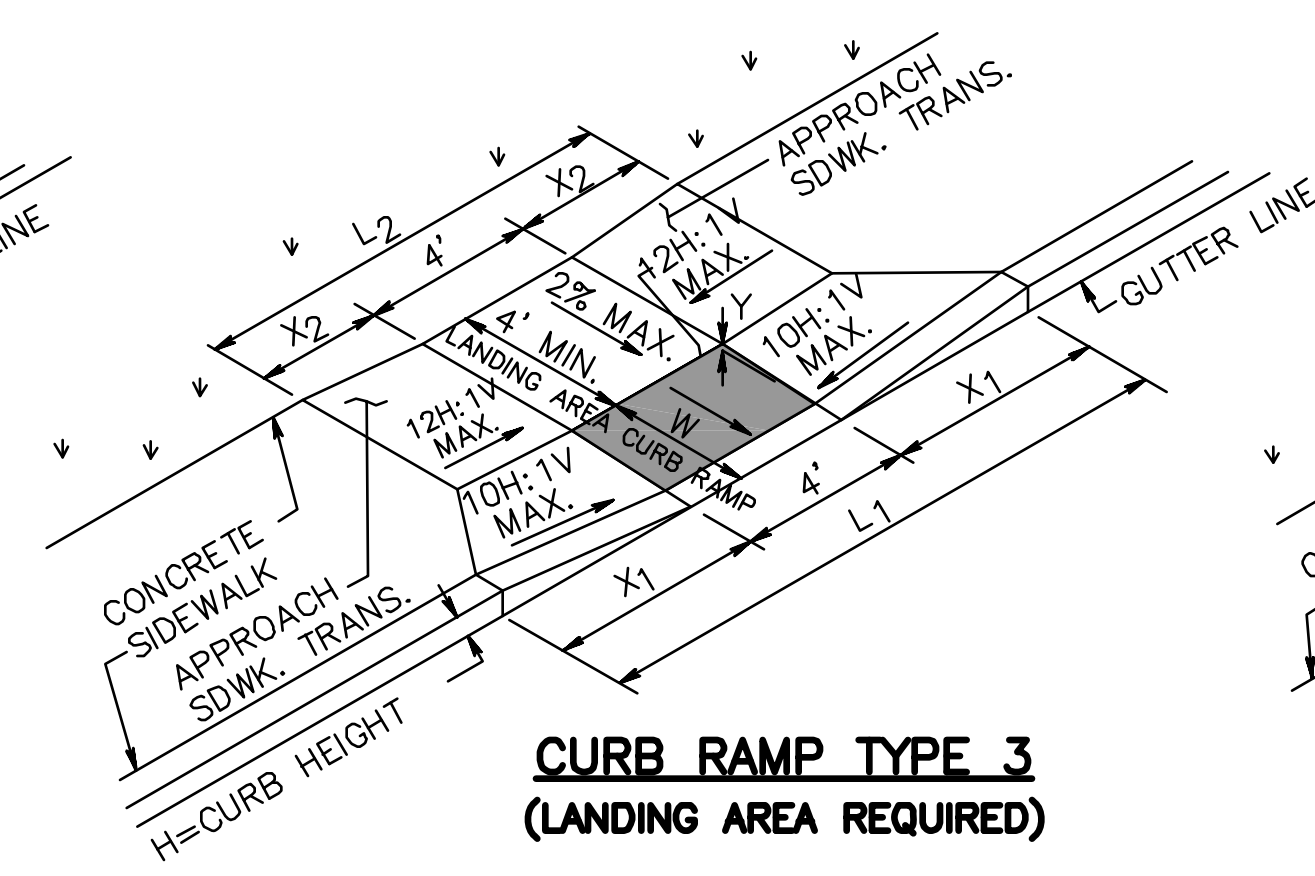 INE
APPROACH
SDWK. TRANS.
X2
L2
4'
X2
12H:1V
MAX.
Y
GUTTER LINE
2% MAX.
10H:1V
MAX.
4' MIN.
LANDING AREA
CURB RAMP
W
12H:1V
MAX.
10H:1V
MAX.
X1
4'
L1
X1
CONCRETE
SIDEWALK
APPROACH
SDWK. TRANS.
H=CURB HEIGHT
C
CURB RAMP TYPE 3
(LANDING AREA REQUIRED)